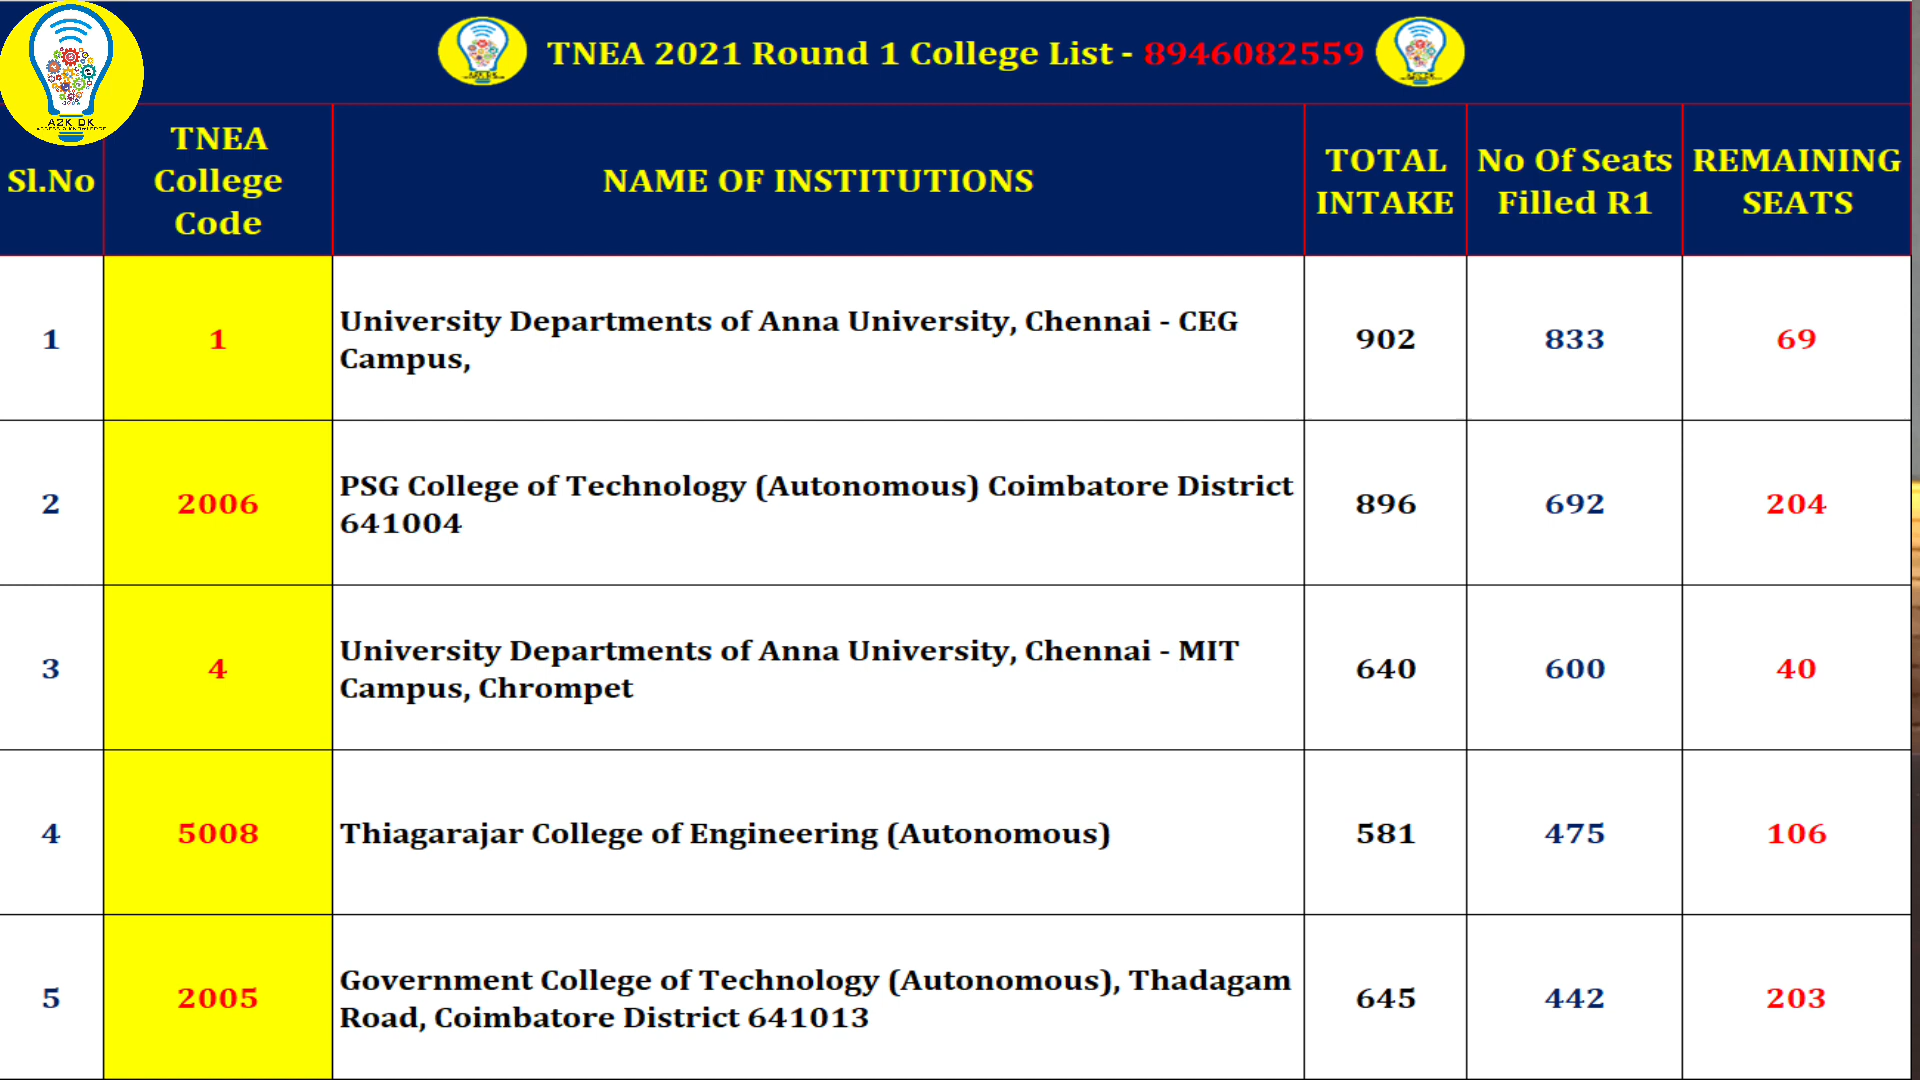 TNEA 2021 Round 1 College List - 8946082559
A2K DK
Sl.No
TNEA
College
Code
NAME OF INSTITUTIONS
TOTAL
INTAKE
No Of Seats
Filled R1
REMAINING
SEATS
1
1
University Departments of Anna University, Chennai - CEG
Campus,
902
833
69
2
2006
PSG College of Technology (Autonomous) Coimbatore District
641004
896
692
204
3
4
University Departments of Anna University, Chennai - MIT
Campus, Chrompet
640
600
40
4
5008
Thiagarajar College of Engineering (Autonomous)
581
475
106
5
2005
Government College of Technology (Autonomous), Thadagam
Road, Coimbatore District 641013
645
442
203